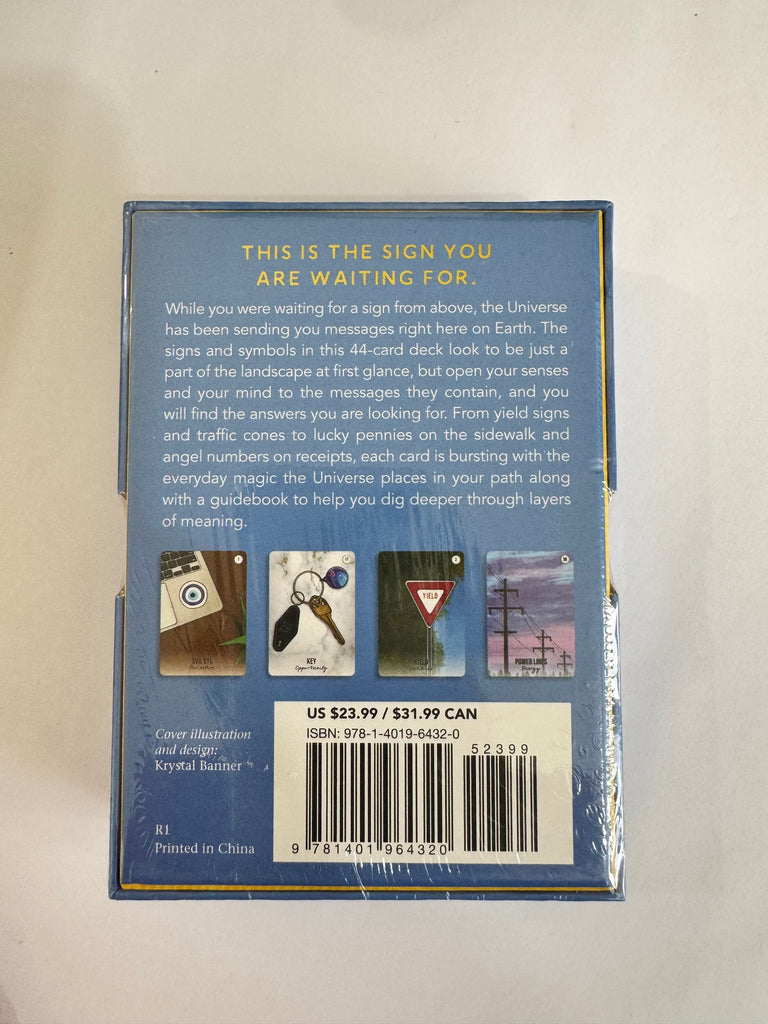 THIS IS THE SIGN YOU
ARE WAITING FOR.
While you were waiting for a sign from above, the Universe
has been sending you messages right here on Earth. The
signs and symbols in this 44-card deck look to be just a
part of the landscape at first glance, but open your senses
and your mind to the messages they contain, and you
will find the answers you are looking for. From yield signs
and traffic cones to lucky pennies on the sidewalk and
angel numbers on receipts, each card is bursting with the
everyday magic the Universe places in your path along
with a guidebook to help you dig deeper through layers
of meaning.
YIELD
EVIL EYE
KEY
Opportunity
YIELD
POWER LINES
Energy
US $23.99 / $31.99 CAN
ISBN: 978-1-4019-6432-0
52399
9 781401 964320
Cover illustration
and design:
Krystal Banner
R1
Printed in China